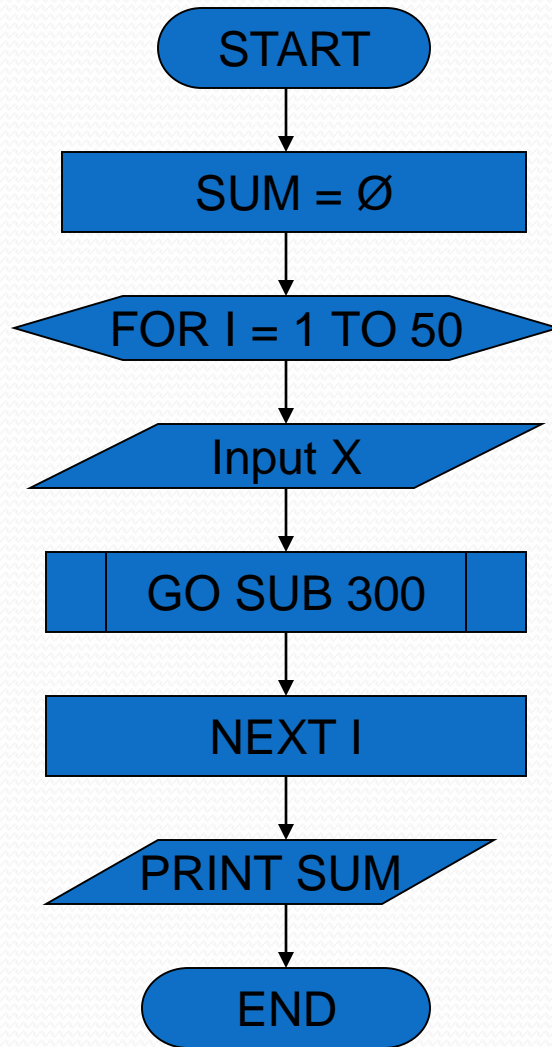 START
SUM = Ø
FOR I = 1 TO 50
Input X
GO SUB 300
NEXT I
PRINT SUM
END